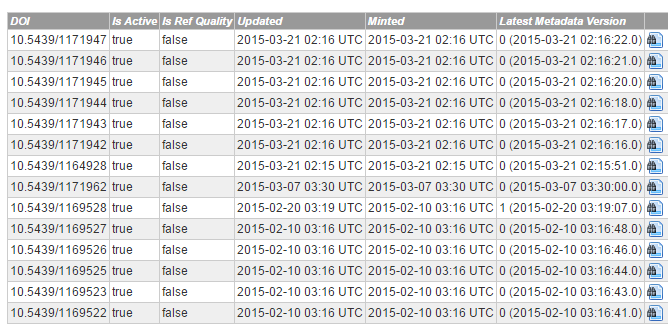 DOI Is Active Is Ref Quality Updated Minted Latest Metadata Version
10.5439/1171947 true false 2015-03-21 02:16 UTC 2015-03-21 02:16 UTC 0 (2015-03-21 02:16:22.0)
10.5439/1171946 true false 2015-03-21 02:16 UTC 2015-03-21 02:16 UTC 0 (2015-03-21 02:16:21.0)
10.5439/1171945 true false 2015-03-21 02:16 UTC 2015-03-21 02:16 UTC 0 (2015-03-21 02:16:20.0)
10.5439/1171944 true false 2015-03-21 02:16 UTC 2015-03-21 02:16 UTC 0 (2015-03-21 02:16:18.0)
10.5439/1171943 true false 2015-03-21 02:16 UTC 2015-03-21 02:16 UTC 0 (2015-03-21 02:16:17.0)
10.5439/1171942 true false 2015-03-21 02:16 UTC 2015-03-21 02:16 UTC 0 (2015-03-21 02:16:16.0)
10.5439/1164928 true false 2015-03-21 02:15 UTC 2015-03-21 02:15 UTC 0 (2015-03-21 02:15:51.0)
10.5439/1171962 true false 2015-03-07 03:30 UTC 2015-03-07 03:30 UTC 0 (2015-03-07 03:30:00.0)
10.5439/1169528 true false 2015-02-20 03:19 UTC 2015-02-10 03:16 UTC 1 (2015-02-20 03:19:07.0)
10.5439/1169527 true false 2015-02-10 03:16 UTC 2015-02-10 03:16 UTC 0 (2015-02-10 03:16:48.0)
10.5439/1169526 true false 2015-02-10 03:16 UTC 2015-02-10 03:16 UTC 0 (2015-02-10 03:16:46.0)
10.5439/1169525 true false 2015-02-10 03:16 UTC 2015-02-10 03:16 UTC 0 (2015-02-10 03:16:44.0)
10.5439/1169523 true false 2015-02-10 03:16 UTC 2015-02-10 03:16 UTC 0 (2015-02-10 03:16:43.0)
10.5439/1169522 true false 2015-02-10 03:16 UTC 2015-02-10 03:16 UTC 0 (2015-02-10 03:16:41.0)